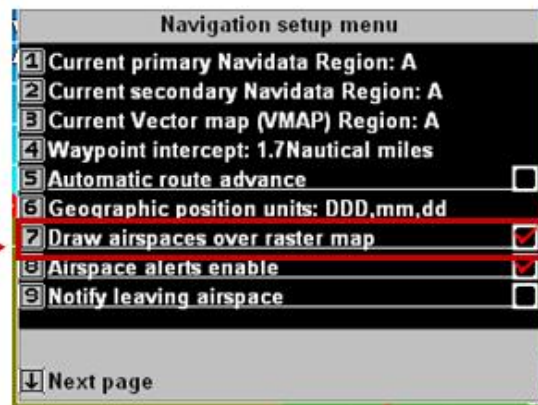 Navigation setup menu
1 Current primary Navidata Region: A
2 Current secondary Navidata Region: A
3 Current Vector map (VMAP) Region: A
4 Waypoint intercept: 1.7Nautical miles
5 Automatic route advance
6 Geographic position units: DDD,mm,dd
7 Draw airspaces over raster map
8 Airspace alerts enable
9 Notify leaving airspace
↓ Next page